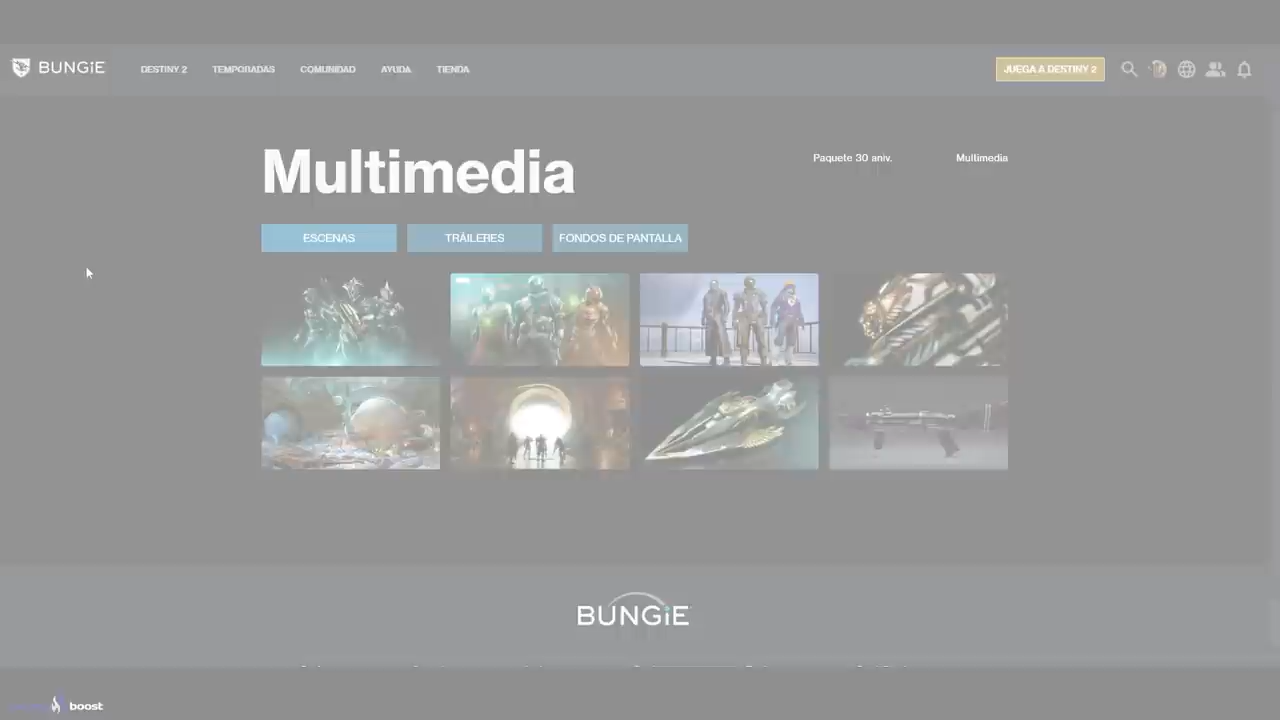 BUNGiE
DESTINY 2
TEMPORADAS
COMUNIDAD
AYUDA
TIENDA
JUEGA A DESTINY 2
Multimedia
Paquete 30 aniv.
Multimedia
ESCENAS
TRÁILERES
FONDOS DE PANTALLA
BUNGiE
boost